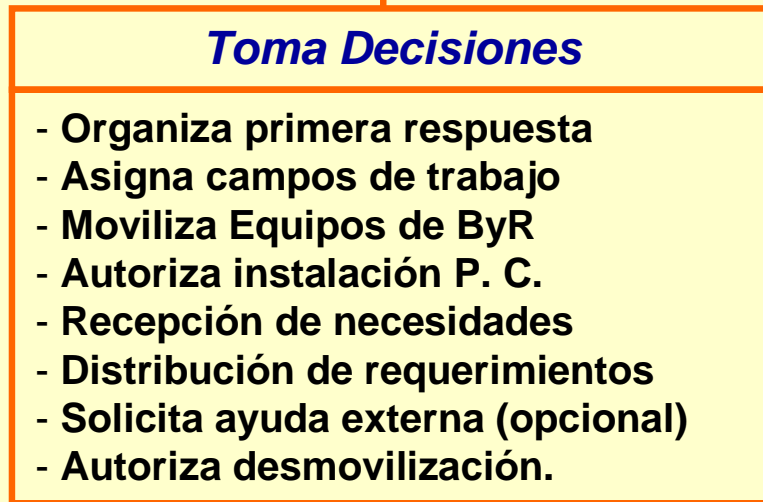 Toma Decisiones
- Organiza primera respuesta
- Asigna campos de trabajo
- Moviliza Equipos de ByR
- Autoriza instalación P. C.
- Recepción de necesidades
- Distribución de requerimientos
- Solicita ayuda externa (opcional)
- Autoriza desmovilización.